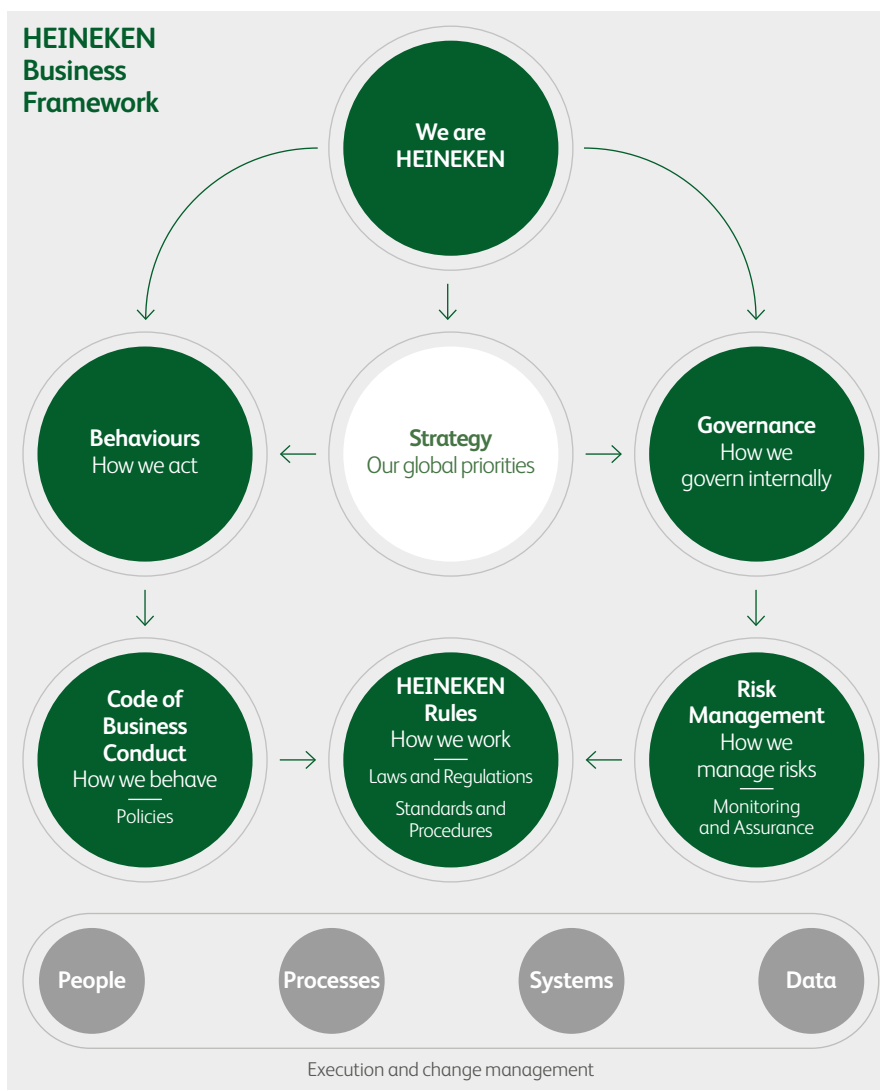 HEINEKEN
Business
Framework
We are
HEINEKEN
Behaviours
How we act
Strategy
Our global priorities
Governance
How we
govern internally
Code of
Business
Conduct
How we behave
Policies
HEINEKEN
Rules
How we work
Laws and Regulations
Standards and
Procedures
Risk
Management
How we
manage risks
Monitoring
and Assurance
People
Processes
Systems
Data
Execution and change management